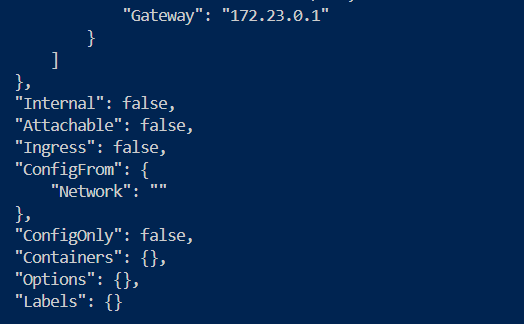 "Gateway": "172.23.0.1"
}
]
},
"Internal": false,
"Attachable": false,
"Ingress": false,
"ConfigFrom": {
"Network": ""
},
"ConfigOnly": false,
"Containers": {},
"Options": {},
"Labels": {}